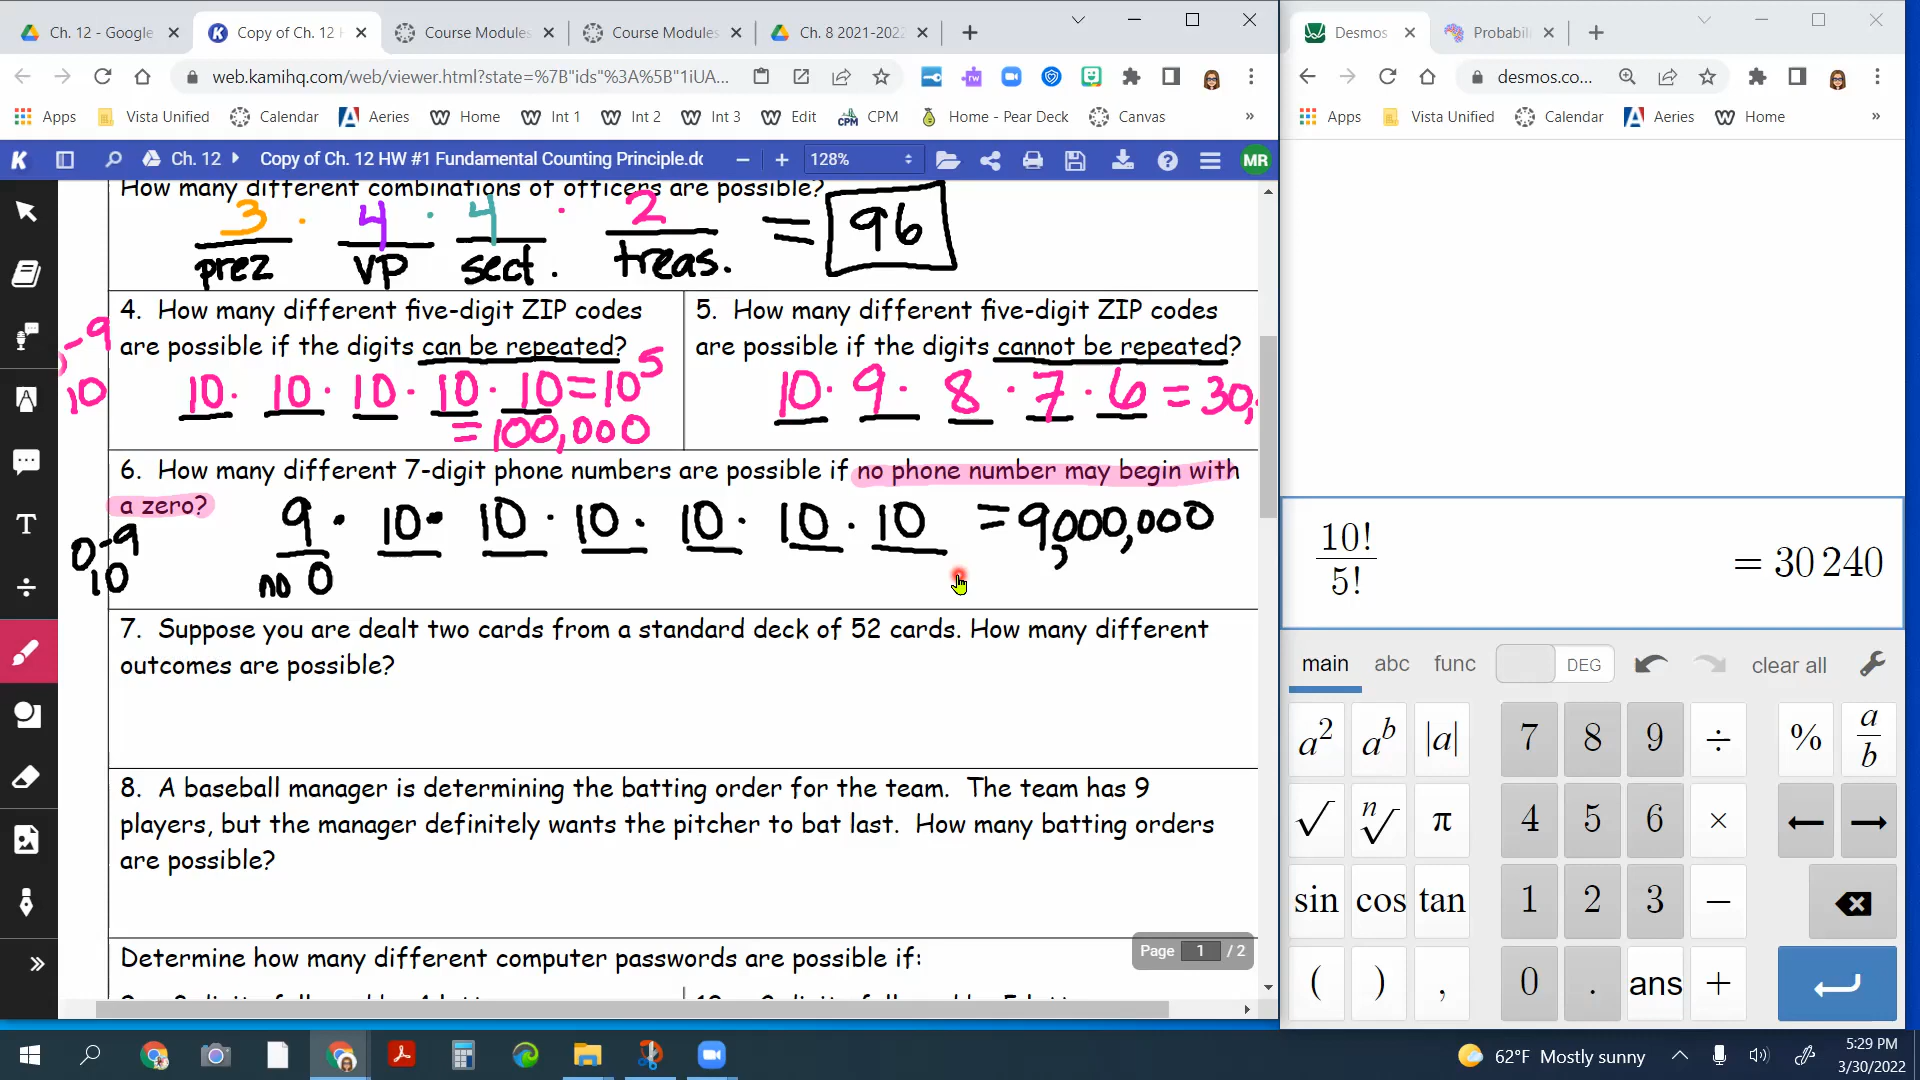 Ch. 12 - Google
Copy of Ch. 12 H
Course Modules
Course Modules
Ch. 8 2021-2022
Desmos
Probabil
web.kamihq.com/web/viewer.html?state=%7B"ids"%3A%5B"1iUA...
desmos.co...
Apps
Vista Unified
Calendar
Aeries
Home
Int 1
Int 2
Int 3
Edit
CPM
Home - Pear Deck
Canvas
»
Apps
Vista Unified
Calendar
Aeries
Home
»
K
Ch. 12
Copy of Ch. 12 HW #1 Fundamental Counting Principle.dc
128%
MR
How many different combinations of officers are possible?
3 · 4 · 4 · 2 = 96
prez VP sect. treas.
4. How many different five-digit ZIP codes
are possible if the digits can be repeated?
-9
10
10 · 10 · 10 · 10 · 10 = 10⁵
= 100,000
5. How many different five-digit ZIP codes
are possible if the digits cannot be repeated?
10 · 9 · 8 · 7 · 6 = 30,
6. How many different 7-digit phone numbers are possible if no phone number may begin with
a zero?
9 · 10 · 10 · 10 · 10 · 10 · 10 = 9,000,000
0-9
10
no 0
7. Suppose you are dealt two cards from a standard deck of 52 cards. How many different
outcomes are possible?
8. A baseball manager is determining the batting order for the team. The team has 9
players, but the manager definitely wants the pitcher to bat last. How many batting orders
are possible?
Determine how many different computer passwords are possible if:
Page 1 / 2
10!
5!
= 30 240
main abc func DEG clear all
a² aᵇ |a| 7 8 9 ÷ % a/b
√ ⁿ√ π 4 5 6 × ← →
sin cos tan 1 2 3 −
( ) , 0 . ans +
62°F Mostly sunny
5:29 PM
3/30/2022